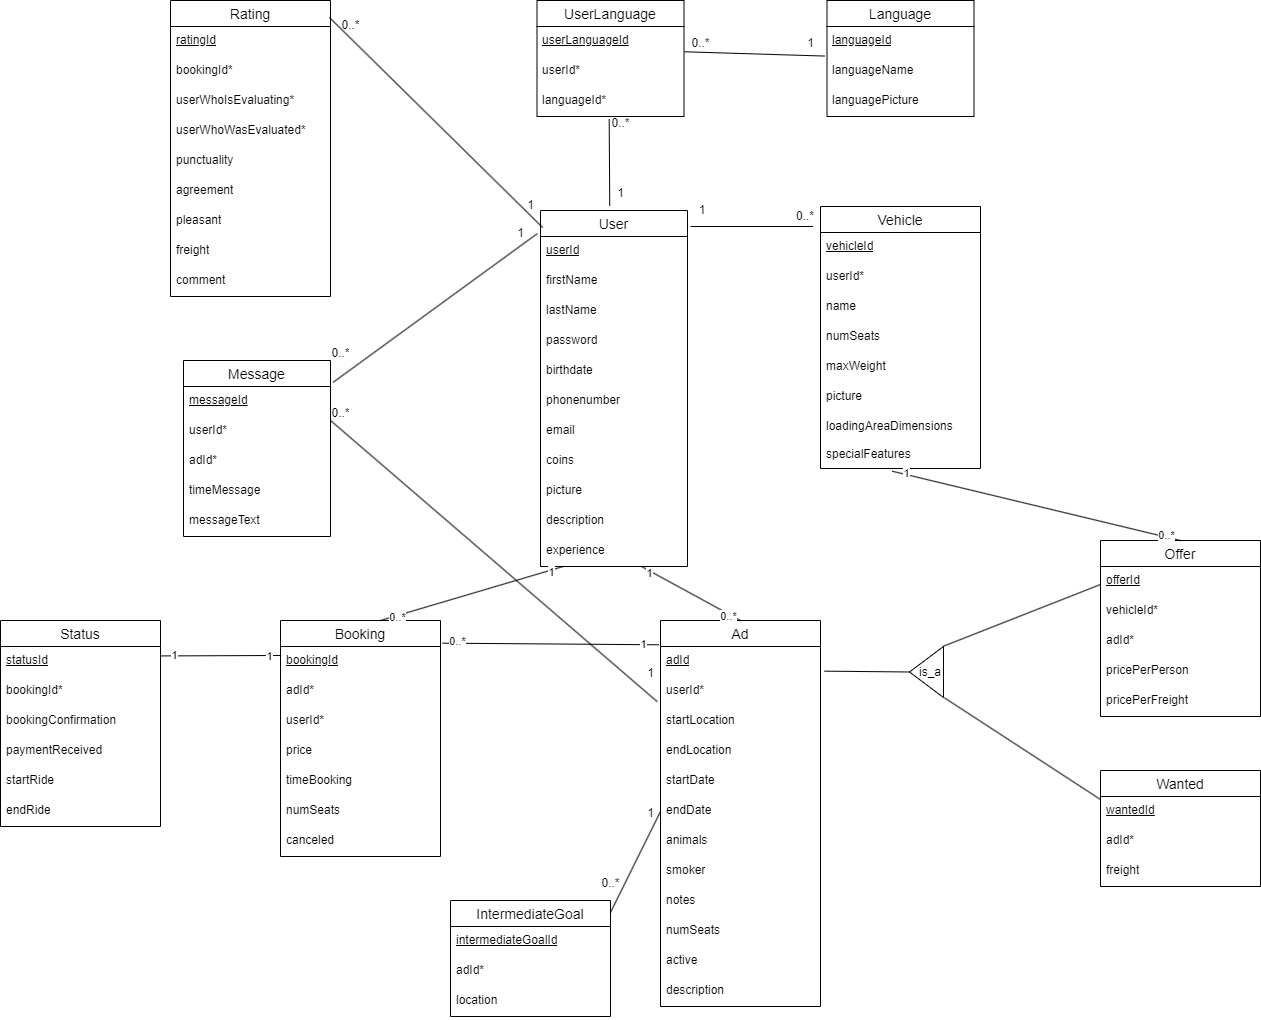 Rating
ratingId
bookingId*
userWhoIsEvaluating*
userWhoWasEvaluated*
punctuality
agreement
pleasant
freight
comment
0..*
1
UserLanguage
userLanguageId
userId*
languageId*
0..*
1
Language
languageId
languageName
languagePicture
0..*
1
User
userId
firstName
lastName
password
birthdate
phonenumber
email
coins
picture
description
experience
1
0..*
Vehicle
vehicleId
userId*
name
numSeats
maxWeight
picture
loadingAreaDimensions
specialFeatures
1
0..*
1
0..*
Message
messageId
userId*
adId*
timeMessage
messageText
0..*
1
Offer
offerId
vehicleId*
adId*
pricePerPerson
pricePerFreight
1
0..*
1
0..*
Status
statusId
bookingId*
bookingConfirmation
paymentReceived
startRide
endRide
1
1
Booking
bookingId
adId*
userId*
price
timeBooking
numSeats
canceled
0..*
1
Ad
adId
userId*
startLocation
endLocation
startDate
endDate
animals
smoker
notes
numSeats
active
description
is_a
Wanted
wantedId
adId*
freight
1
0..*
IntermediateGoal
intermediateGoalId
adId*
location